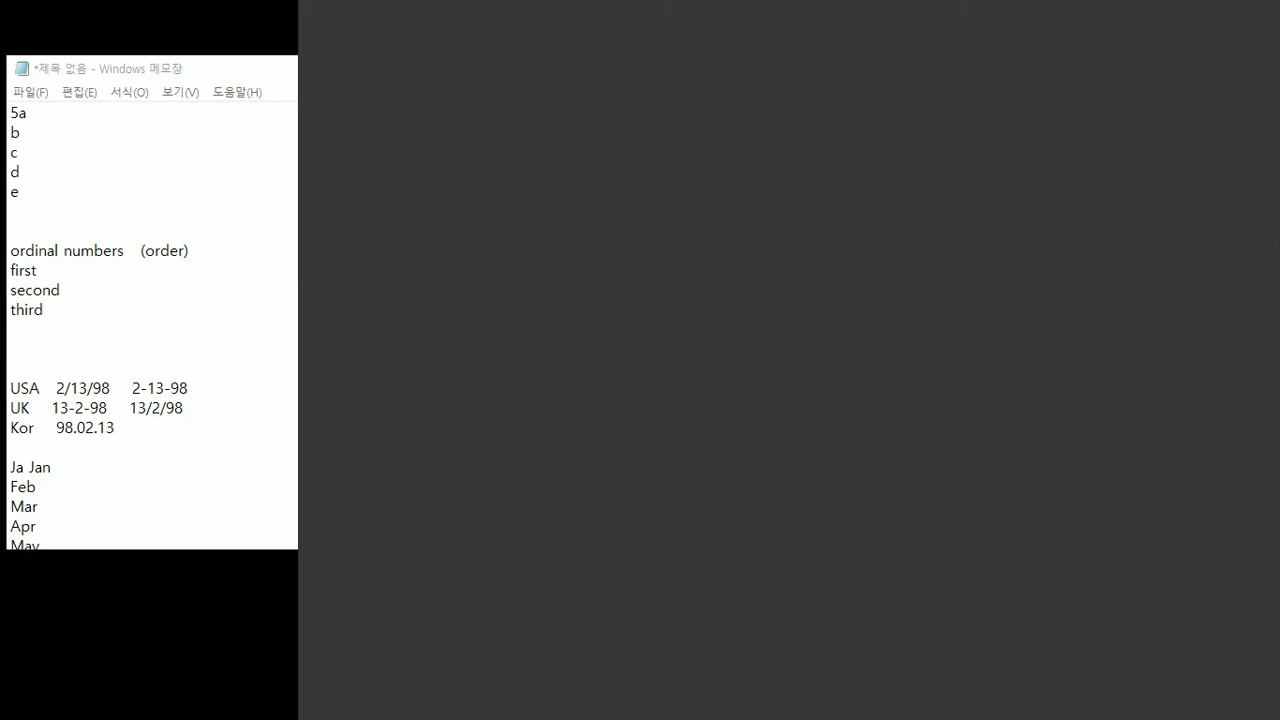 *제목 없음 - Windows 메모장
파일(F) 편집(E) 서식(O) 보기(V) 도움말(H)
5a
b
c
d
e
ordinal numbers (order)
first
second
third
USA 2/13/98 2-13-98
UK 13-2-98 13/2/98
Kor 98.02.13
Ja Jan
Feb
Mar
Apr
May